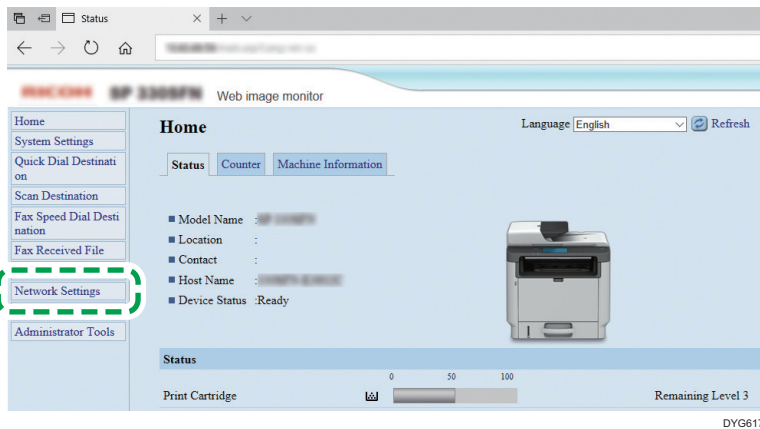 Status
Web image monitor
Home
System Settings
Quick Dial Destinati
on
Scan Destination
Fax Speed Dial Desti
nation
Fax Received File
Network Settings
Administrator Tools
Home
Language English Refresh
Status Counter Machine Information
Model Name :
Location :
Contact :
Host Name :
Device Status :Ready
Status
0 50 100
Print Cartridge Remaining Level 3
DYG617